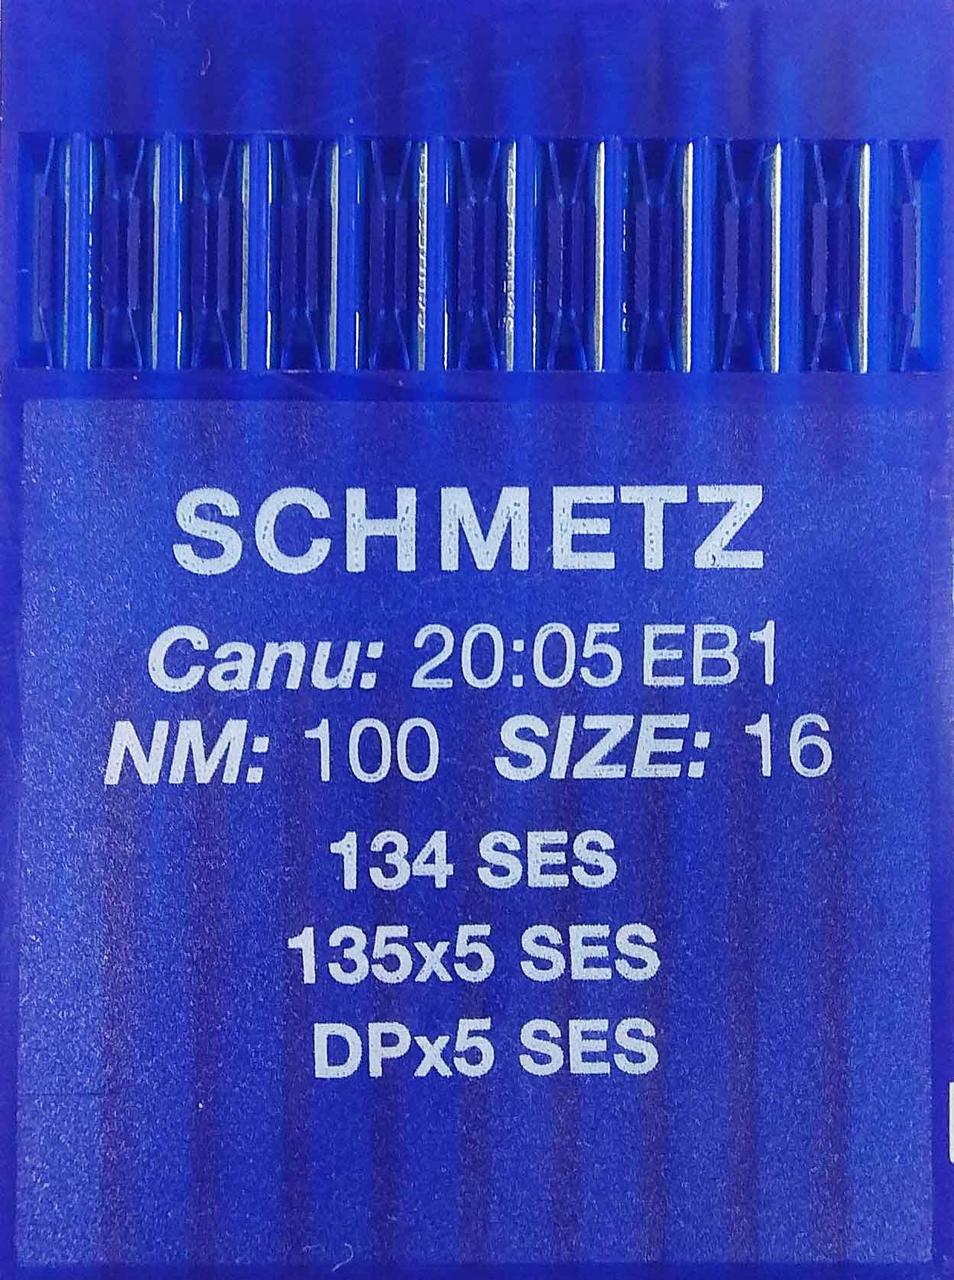 SCHMETZ
Canu: 20:05 EB1
NM: 100 SIZE: 16
134 SES
135x5 SES
DPx5 SES